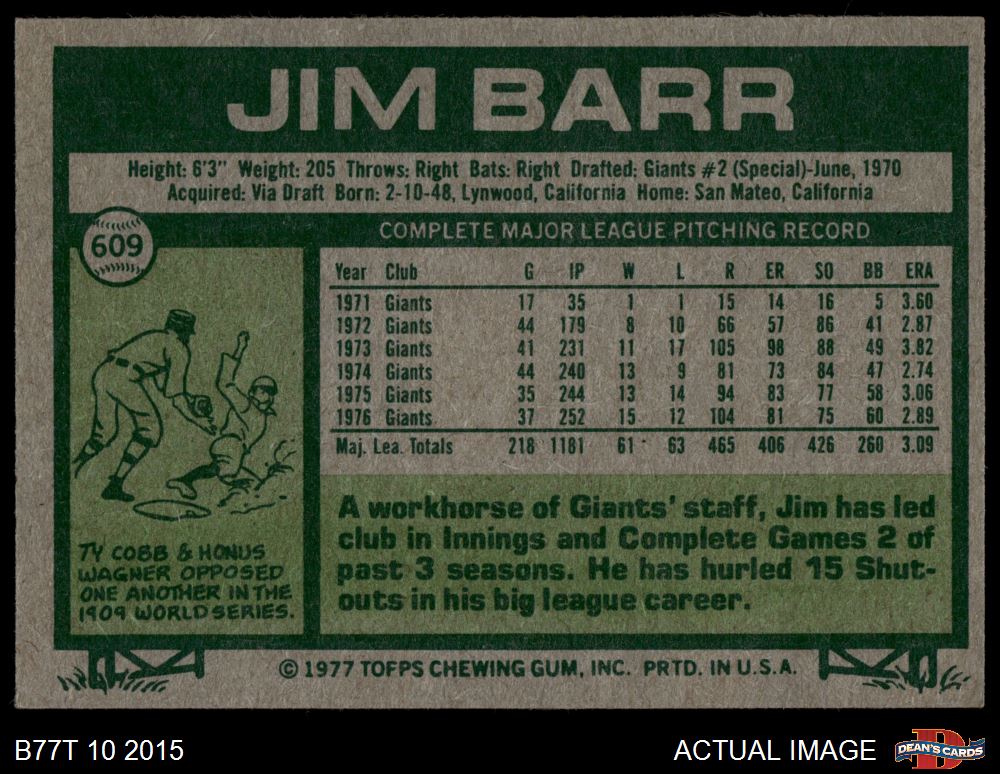 JIM BARR
Height: 6'3" Weight: 205 Throws: Right Bats: Right Drafted: Giants #2 (Special)-June, 1970
Acquired: Via Draft Born: 2-10-48, Lynwood, California Home: San Mateo, California
609
COMPLETE MAJOR LEAGUE PITCHING RECORD
Year Club G IP W L R ER SO BB ERA
1971 Giants 17 35 1 1 15 14 16 5 3.60
1972 Giants 44 179 8 10 66 57 86 41 2.87
1973 Giants 41 231 11 17 105 98 88 49 3.82
1974 Giants 44 240 13 9 81 73 84 47 2.74
1975 Giants 35 244 13 14 94 83 77 58 3.06
1976 Giants 37 252 15 12 104 81 75 60 2.89
Maj. Lea. Totals 218 1181 61 63 465 406 426 260 3.09
TY COBB & HONUS
WAGNER OPPOSED
ONE ANOTHER IN THE
1909 WORLD SERIES.
A workhorse of Giants' staff, Jim has led
club in Innings and Complete Games 2 of
past 3 seasons. He has hurled 15 Shut-
outs in his big league career.
© 1977 TOPPS CHEWING GUM, INC. PRTD. IN U.S.A.
B77T 10 2015
ACTUAL IMAGE
DEAN'S CARDS